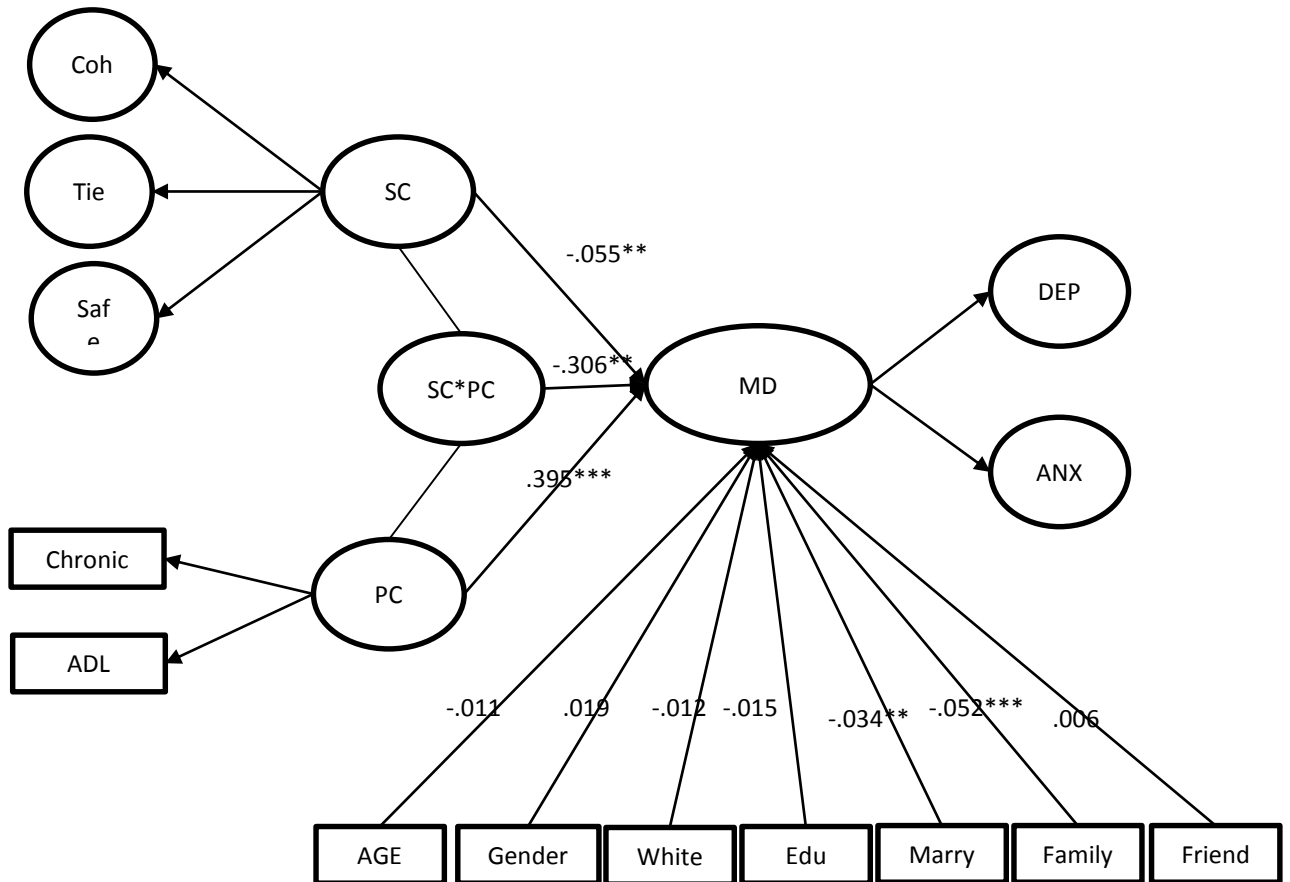 Coh
Tie
Saf
e
SC
-.055**
DEP
-.306**
SC*PC
MD
ANX
.395***
Chronic
PC
ADL
-.011
.019
-.012
-.015
-.034**
-.052***
.006
AGE
Gender
White
Edu
Marry
Family
Friend